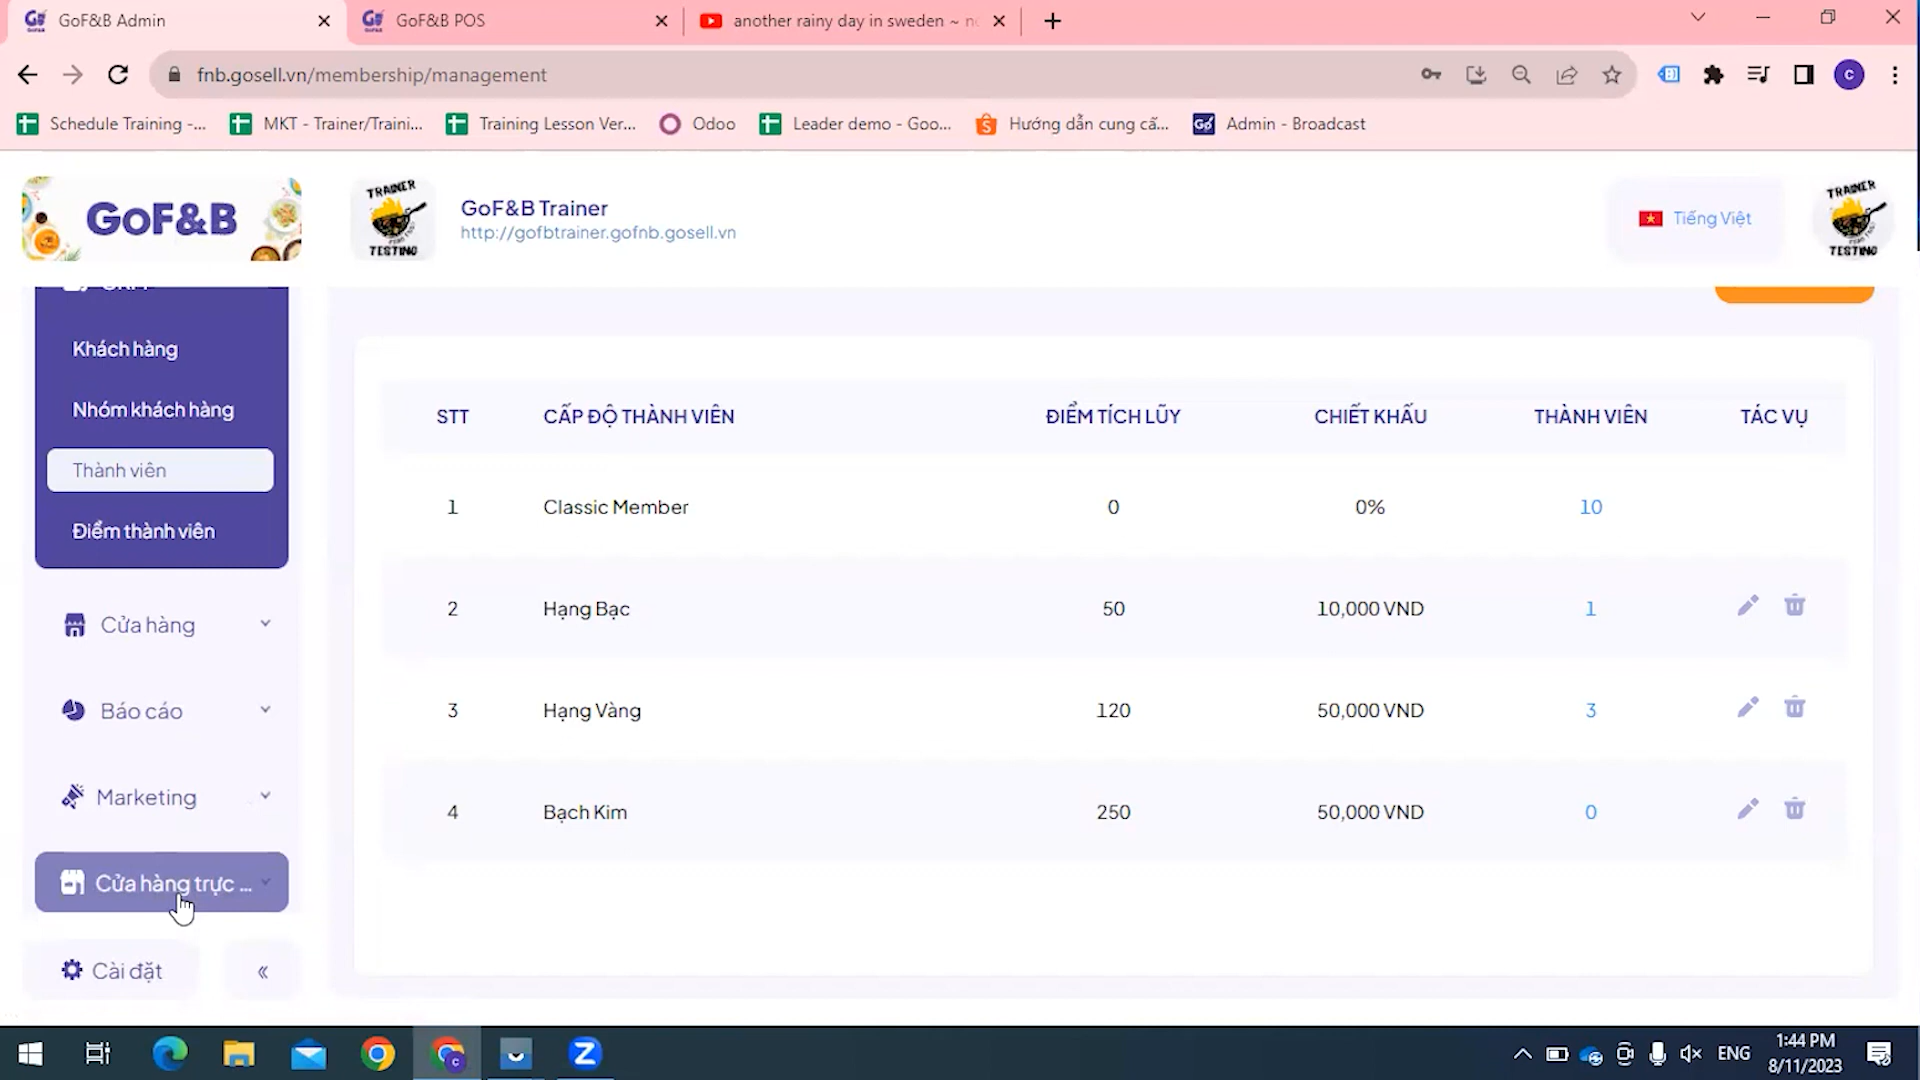 GoF&B Admin
GoF&B POS
another rainy day in sweden ~
fnb.gosell.vn/membership/management
Schedule Training -...
MKT - Trainer/Traini...
Training Lesson Ver...
Odoo
Leader demo - Goo...
Hướng dẫn cung cấ...
Admin - Broadcast
GoF&B
TRAINER
TESTING
GoF&B Trainer
http://gofbtrainer.gofnb.gosell.vn
Tiếng Việt
TRAINER
TESTING
Khách hàng
Nhóm khách hàng
Thành viên
Điểm thành viên
Cửa hàng
Báo cáo
Marketing
Cửa hàng trực ...
Cài đặt
STT CẤP ĐỘ THÀNH VIÊN ĐIỂM TÍCH LŨY CHIẾT KHẤU THÀNH VIÊN TÁC VỤ
1 Classic Member 0 0% 10
2 Hạng Bạc 50 10,000 VND 1
3 Hạng Vàng 120 50,000 VND 3
4 Bạch Kim 250 50,000 VND 0
ENG
1:44 PM
8/11/2023